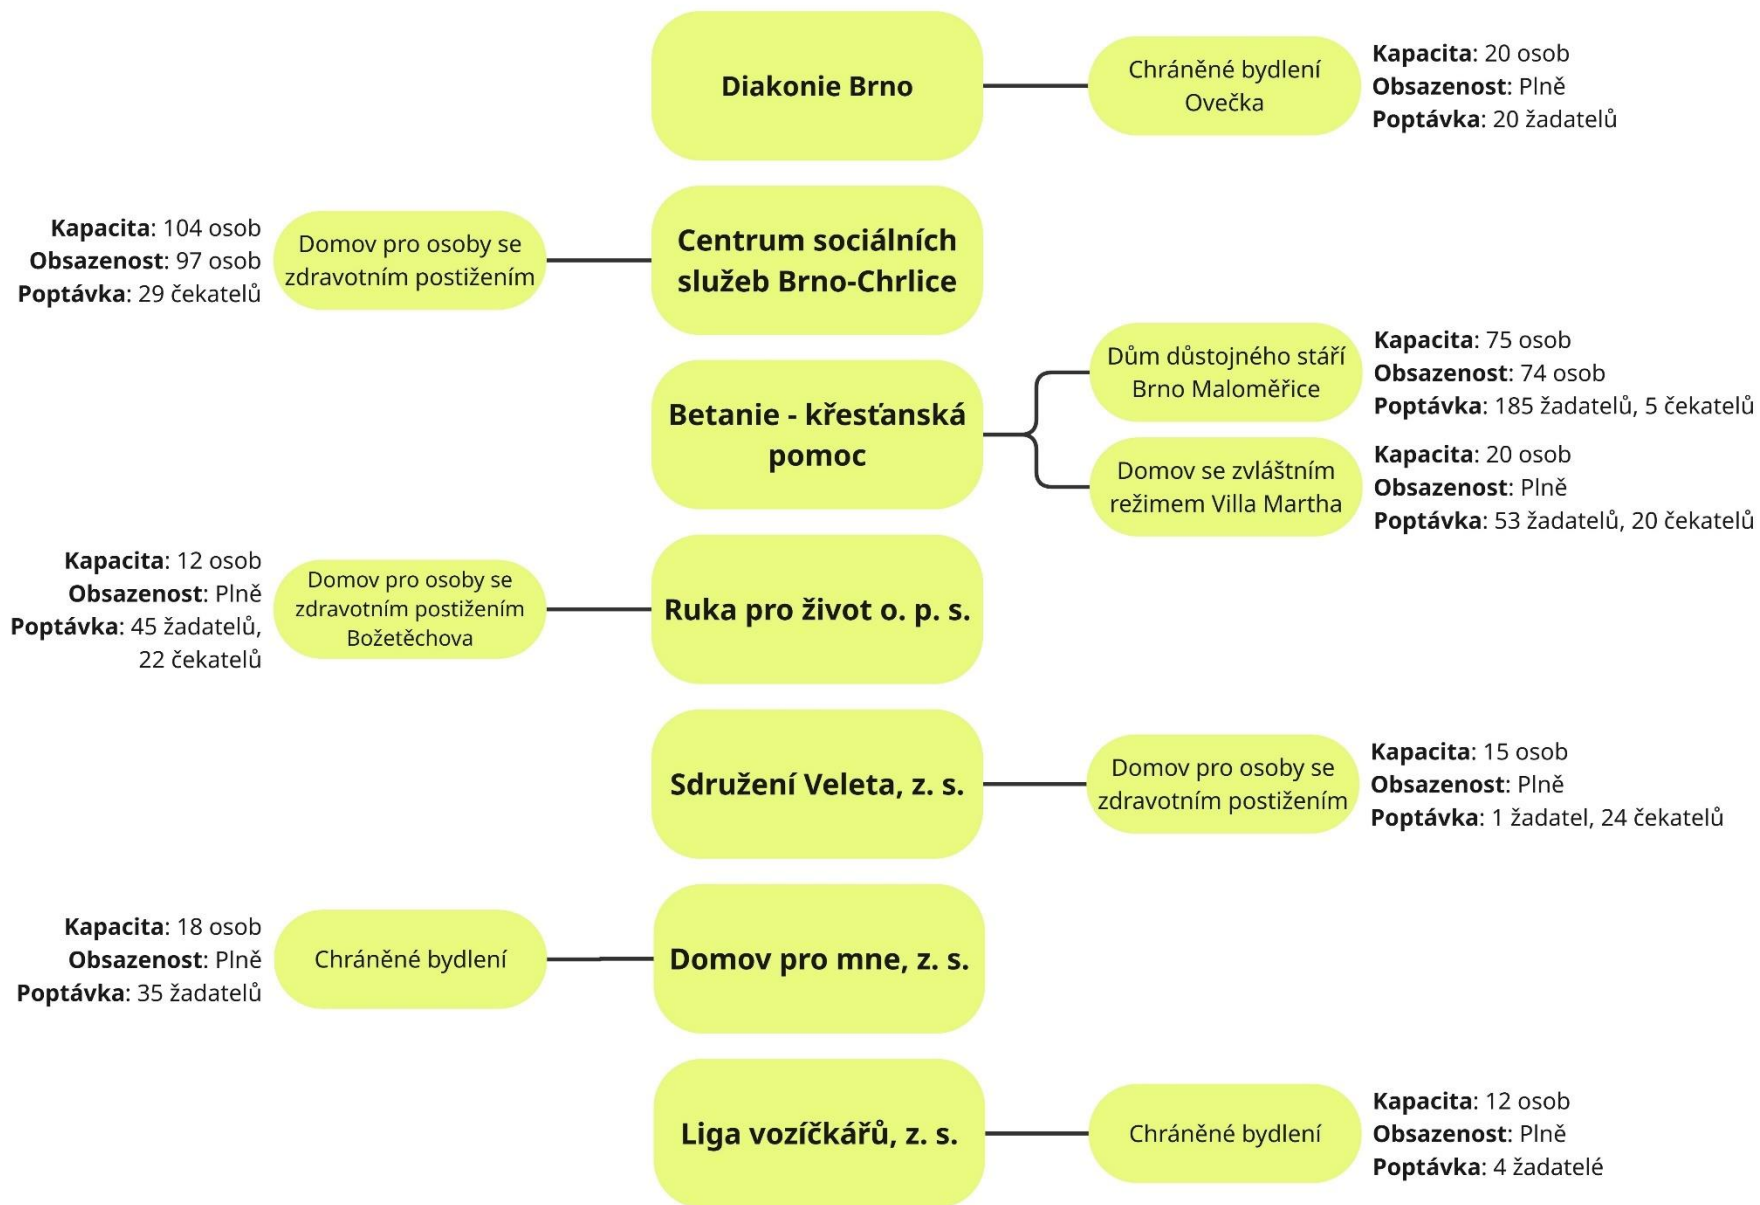 Diakonie Brno
Chráněné bydlení
Ovečka
Kapacita: 20 osob
Obsazenost: Plně
Poptávka: 20 žadatelů
Kapacita: 104 osob
Obsazenost: 97 osob
Poptávka: 29 čekatelů
Domov pro osoby se
zdravotním postižením
Centrum sociálních
služeb Brno-Chrlice
Betanie - křesťanská
pomoc
Dům důstojného stáří
Brno Maloměřice
Kapacita: 75 osob
Obsazenost: 74 osob
Poptávka: 185 žadatelů, 5 čekatelů
Domov se zvláštním
režimem Villa Martha
Kapacita: 20 osob
Obsazenost: Plně
Poptávka: 53 žadatelů, 20 čekatelů
Kapacita: 12 osob
Obsazenost: Plně
Poptávka: 45 žadatelů,
22 čekatelů
Domov pro osoby se
zdravotním postižením
Božetěchova
Ruka pro život o. p. s.
Sdružení Veleta, z. s.
Domov pro osoby se
zdravotním postižením
Kapacita: 15 osob
Obsazenost: Plně
Poptávka: 1 žadatel, 24 čekatelů
Kapacita: 18 osob
Obsazenost: Plně
Poptávka: 35 žadatelů
Chráněné bydlení
Domov pro mne, z. s.
Liga vozíčkářů, z. s.
Chráněné bydlení
Kapacita: 12 osob
Obsazenost: Plně
Poptávka: 4 žadatelé